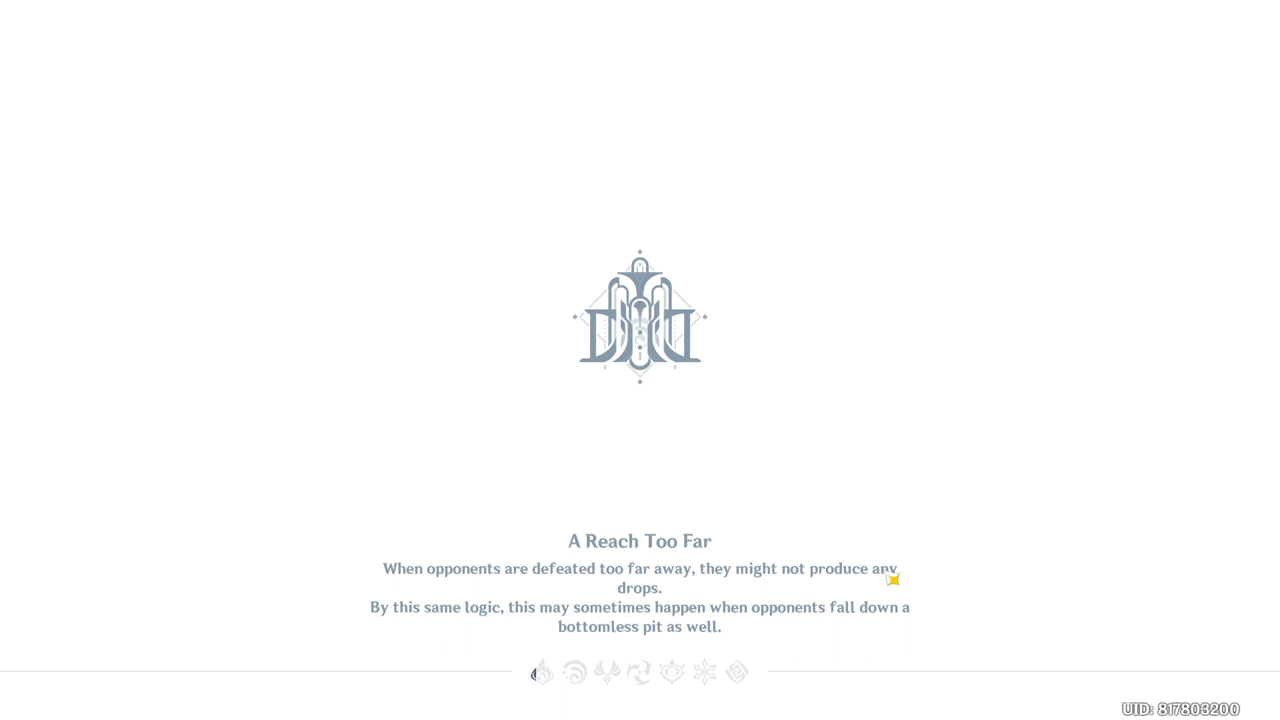 A Reach Too Far
When opponents are defeated too far away, they might not produce any
drops.
By this same logic, this may sometimes happen when opponents fall down a
bottomless pit as well.
UID: 817803200